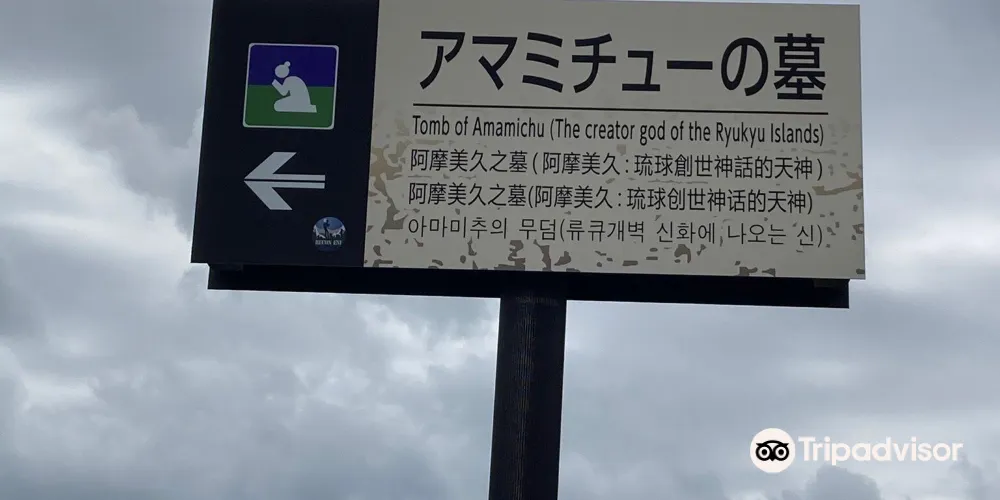 アマミチューの墓
Tomb of Amamichu (The creator god of the Ryukyu Islands)
阿摩美久之墓 ( 阿摩美久 : 琉球創世神話的天神 )
阿摩美久之墓(阿摩美久 : 琉球创世神话的天神)
아마미추의 무덤(류큐개벽 신화에 나오는 신)
Tripadvisor